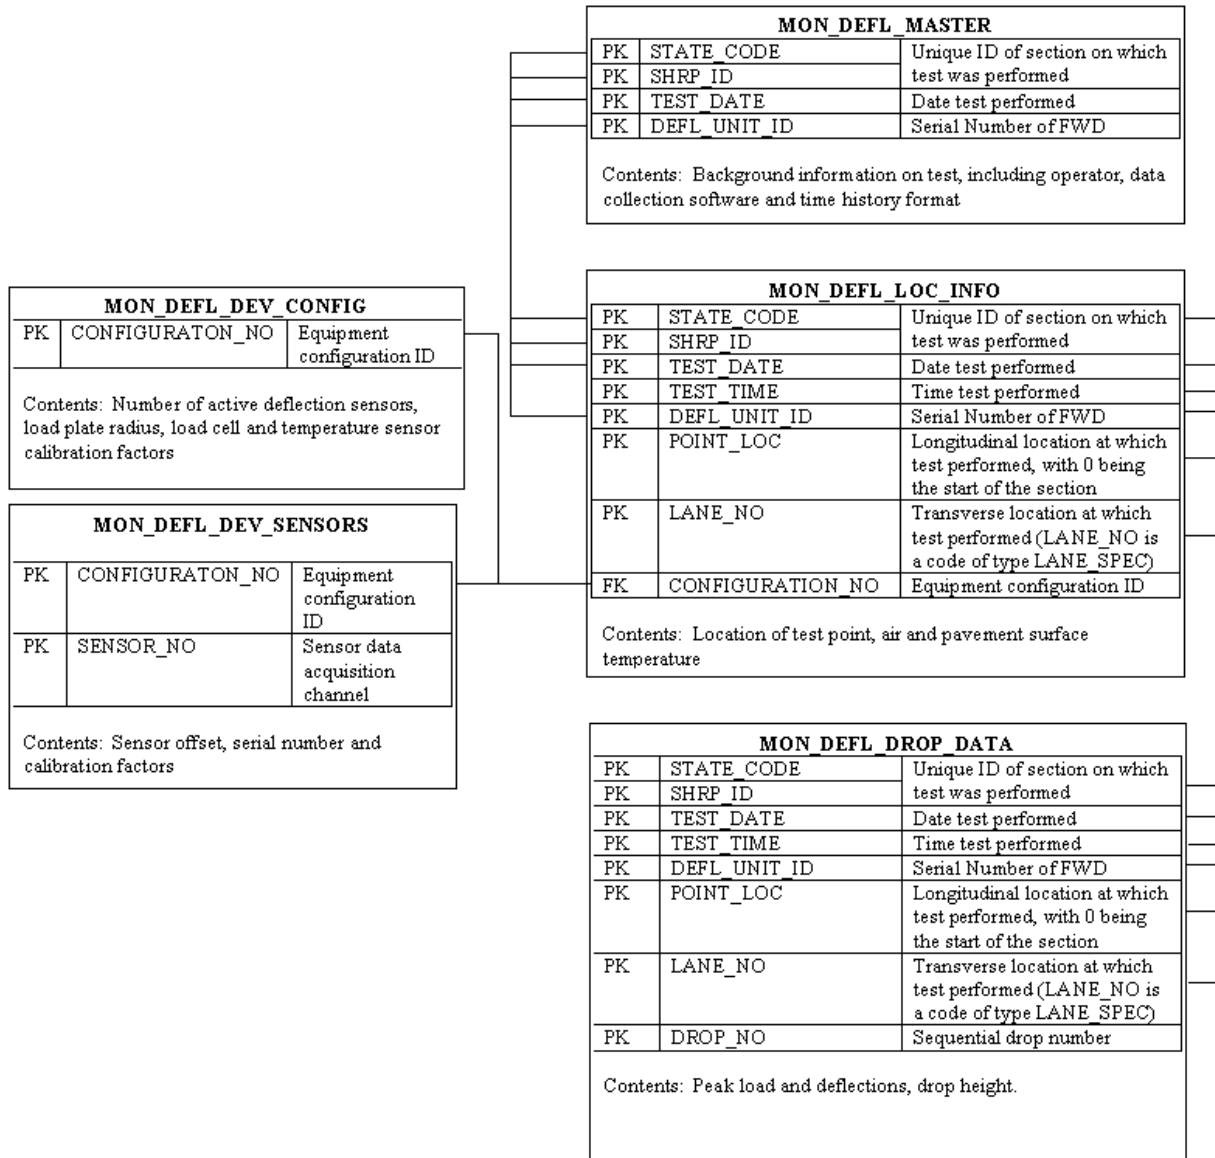 MON_DEFL_MASTER
PK STATE_CODE Unique ID of section on which
PK SHRP_ID test was performed
PK TEST_DATE Date test performed
PK DEFL_UNIT_ID Serial Number of FWD
Contents: Background information on test, including operator, data
collection software and time history format
MON_DEFL_DEV_CONFIG
PK CONFIGURATON_NO Equipment
configuration ID
Contents: Number of active deflection sensors,
load plate radius, load cell and temperature sensor
calibration factors
MON_DEFL_DEV_SENSORS
PK CONFIGURATON_NO Equipment
configuration
ID
PK SENSOR_NO Sensor data
acquisition
channel
Contents: Sensor offset, serial number and
calibration factors
MON_DEFL_LOC_INFO
PK STATE_CODE Unique ID of section on which
PK SHRP_ID test was performed
PK TEST_DATE Date test performed
PK TEST_TIME Time test performed
PK DEFL_UNIT_ID Serial Number of FWD
PK POINT_LOC Longitudinal location at which
test performed, with 0 being
the start of the section
PK LANE_NO Transverse location at which
test performed (LANE_NO is
a code of type LANE_SPEC)
FK CONFIGURATION_NO Equipment configuration ID
Contents: Location of test point, air and pavement surface
temperature
MON_DEFL_DROP_DATA
PK STATE_CODE Unique ID of section on which
PK SHRP_ID test was performed
PK TEST_DATE Date test performed
PK TEST_TIME Time test performed
PK DEFL_UNIT_ID Serial Number of FWD
PK POINT_LOC Longitudinal location at which
test performed, with 0 being
the start of the section
PK LANE_NO Transverse location at which
test performed (LANE_NO is
a code of type LANE_SPEC)
PK DROP_NO Sequential drop number
Contents: Peak load and deflections, drop height.